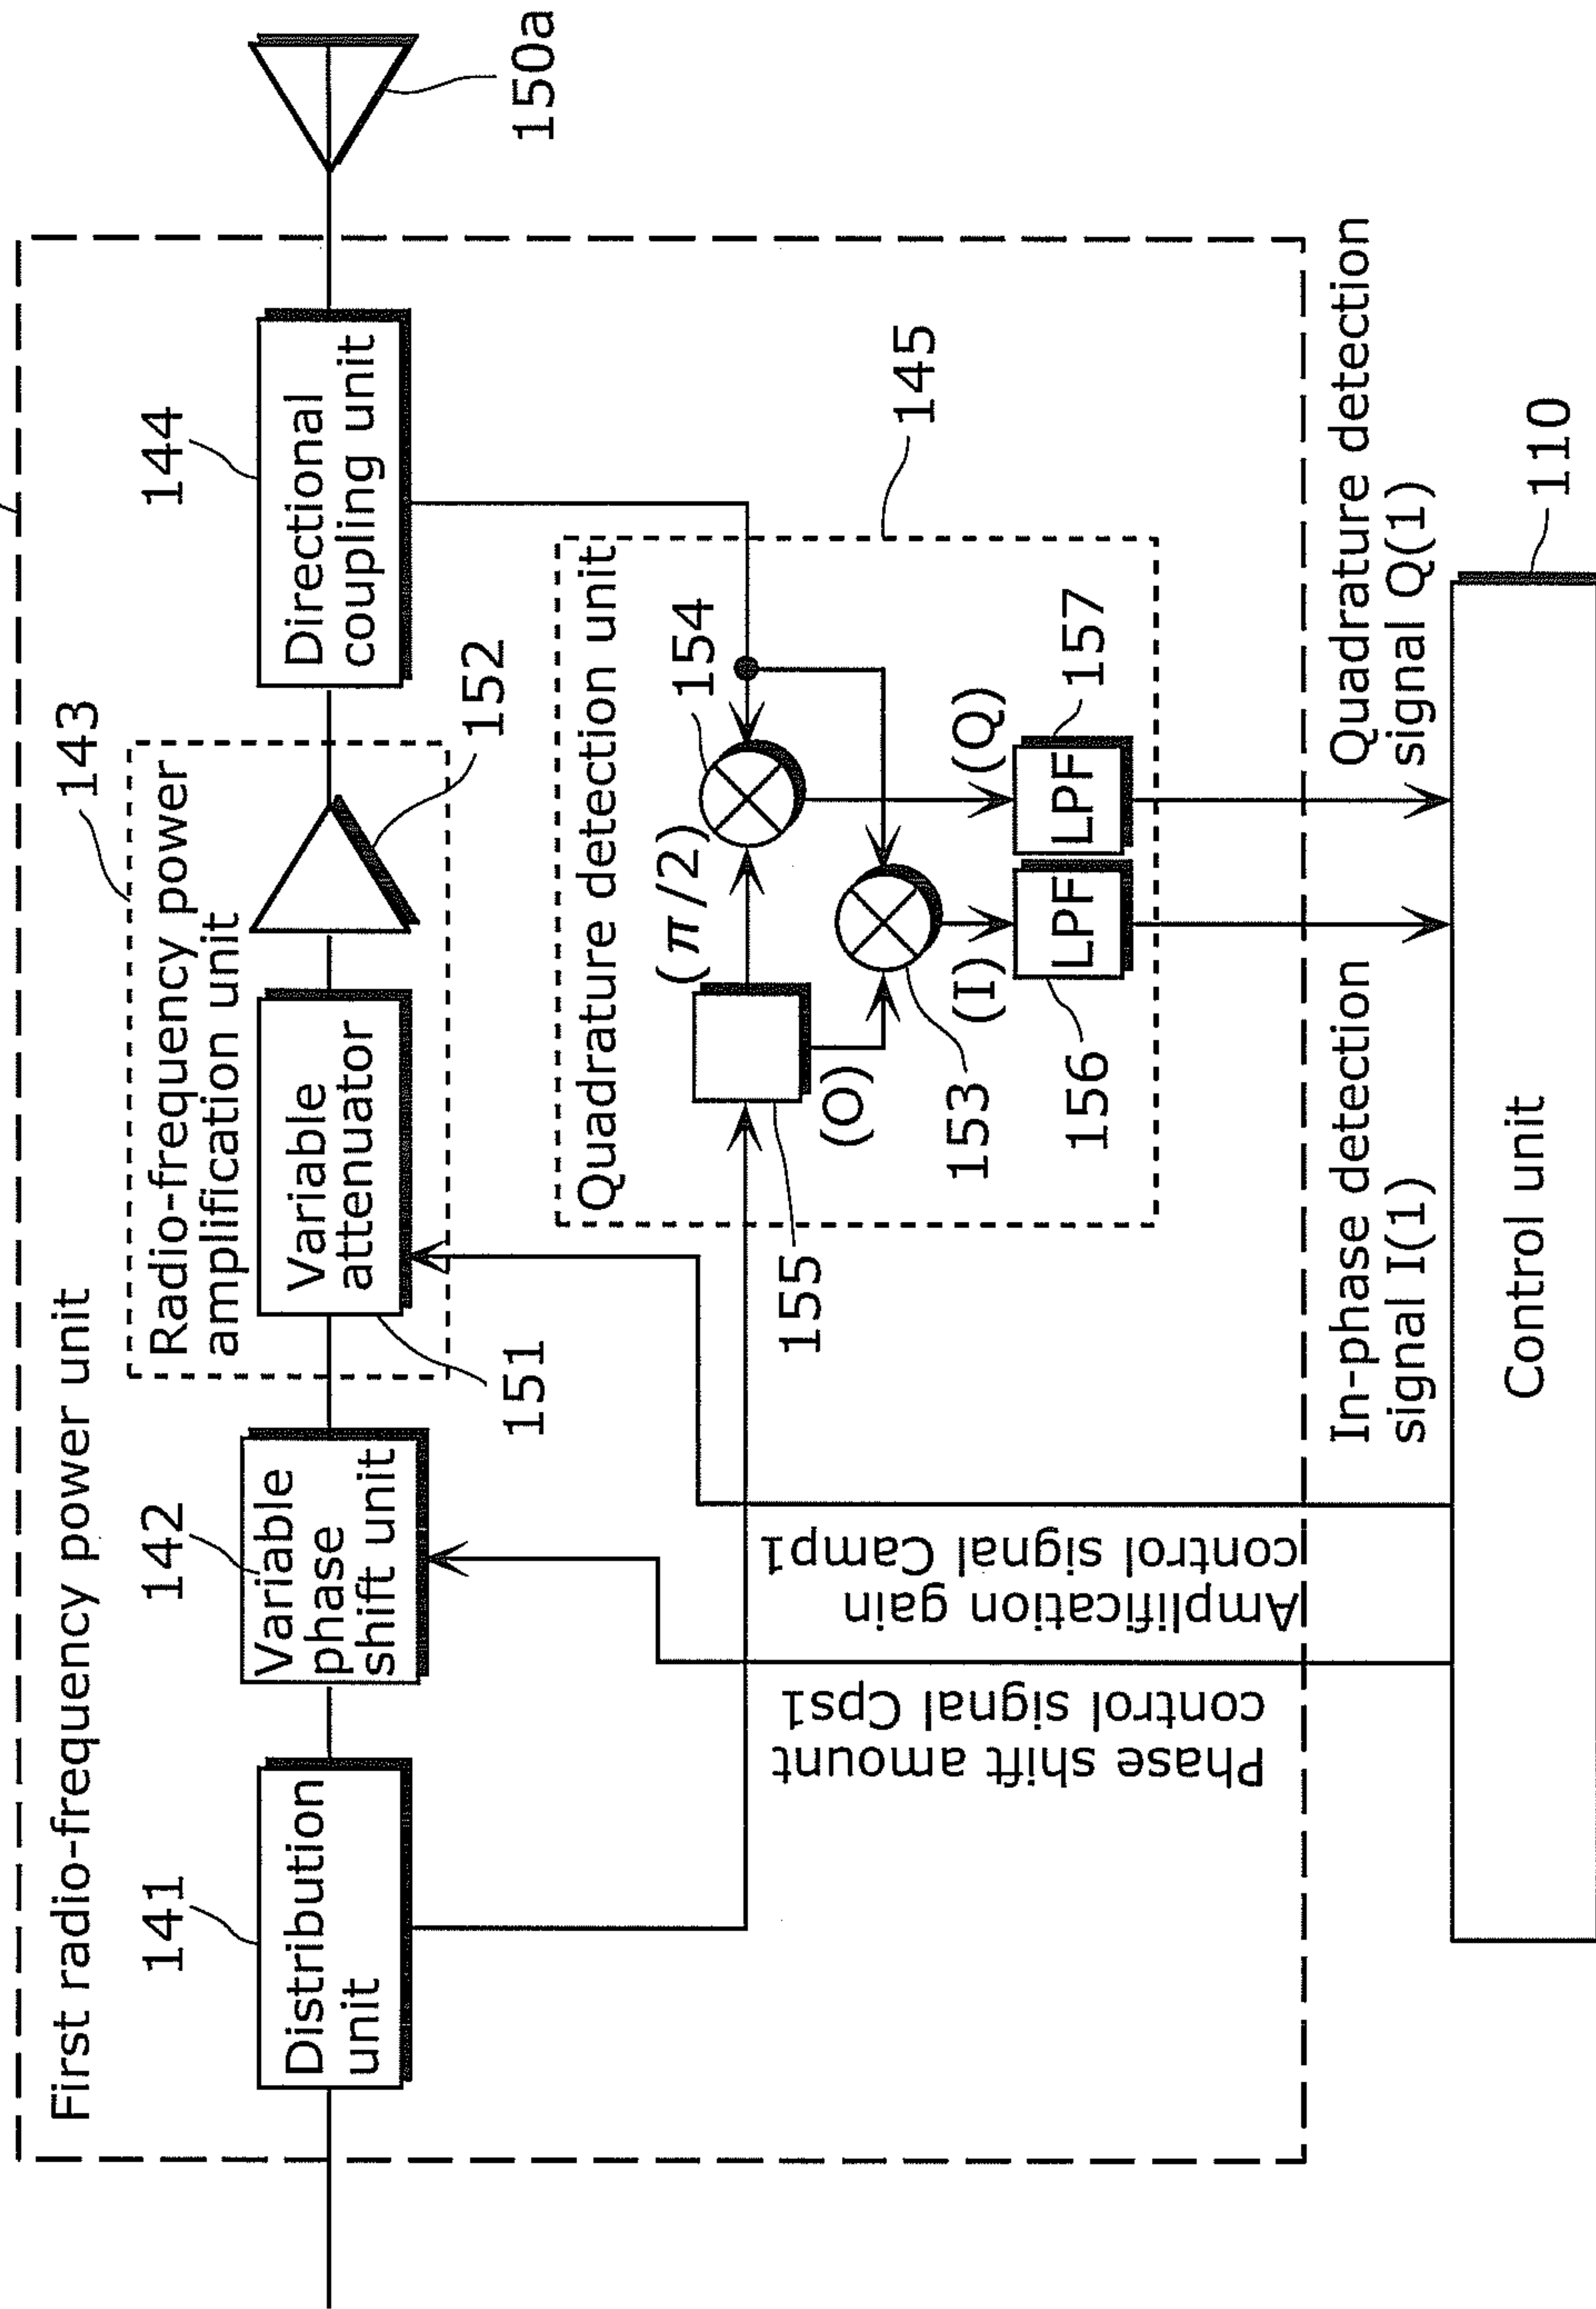 First radio-frequency power unit
143
Radio-frequency power
amplification unit
141
142
144
Distribution
unit
Variable
phase
shift unit
Variable
attenuator
Directional
coupling unit
151
152
150a
Quadrature detection unit
145
155
(π/2)
154
(O)
153
(I)
(Q)
156
LPF
LPF
157
Phase shift amount
control signal Cps1
Amplification gain
control signal Camp1
In-phase detection
signal I(1)
Quadrature detection
signal Q(1)
Control unit
110